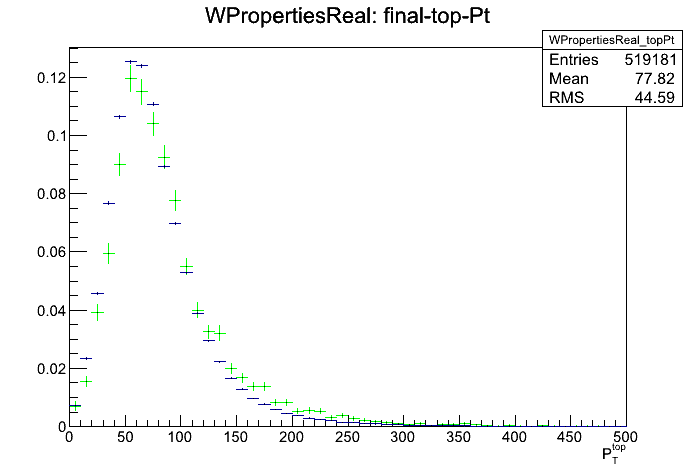 WPropertiesReal: final-top-Pt
WPropertiesReal_topPt
Entries 519181
Mean 77.82
RMS 44.59
0.12
0.1
0.08
0.06
0.04
0.02
0
0 50 100 150 200 250 300 350 400 450 500
P_T^top